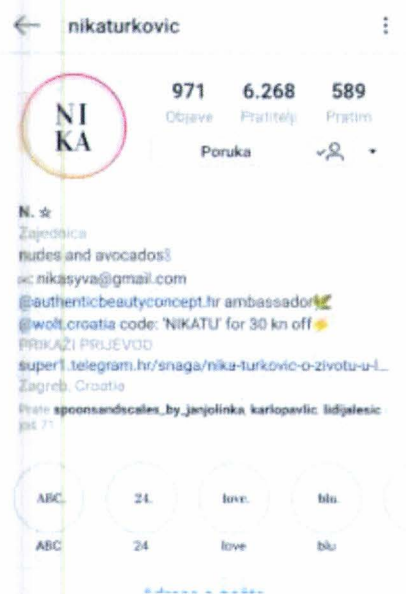 nikaturkovic
NI
KA
971
6.268
589
Objave
Pratitelji
Pratim
Poruka
N. ☆
Zajednica
nudes and avocados
nikasyva@gmail.com
@authenticbeautyconcept.hr ambassador🌿
@wolt.croatia code: 'NIKATU' for 30 kn off⚡
PRIKAŽI PRIJEVOD
super1.telegram.hr/snaga/nika-turkovic-o-zivotu-u-l...
Zagreb, Croatia
Prate spoonsandscales_by_janjolinka, karlopavlic, lidijalesic
još 71
ABC.
24.
love.
blu.
ABC
24
love
blu